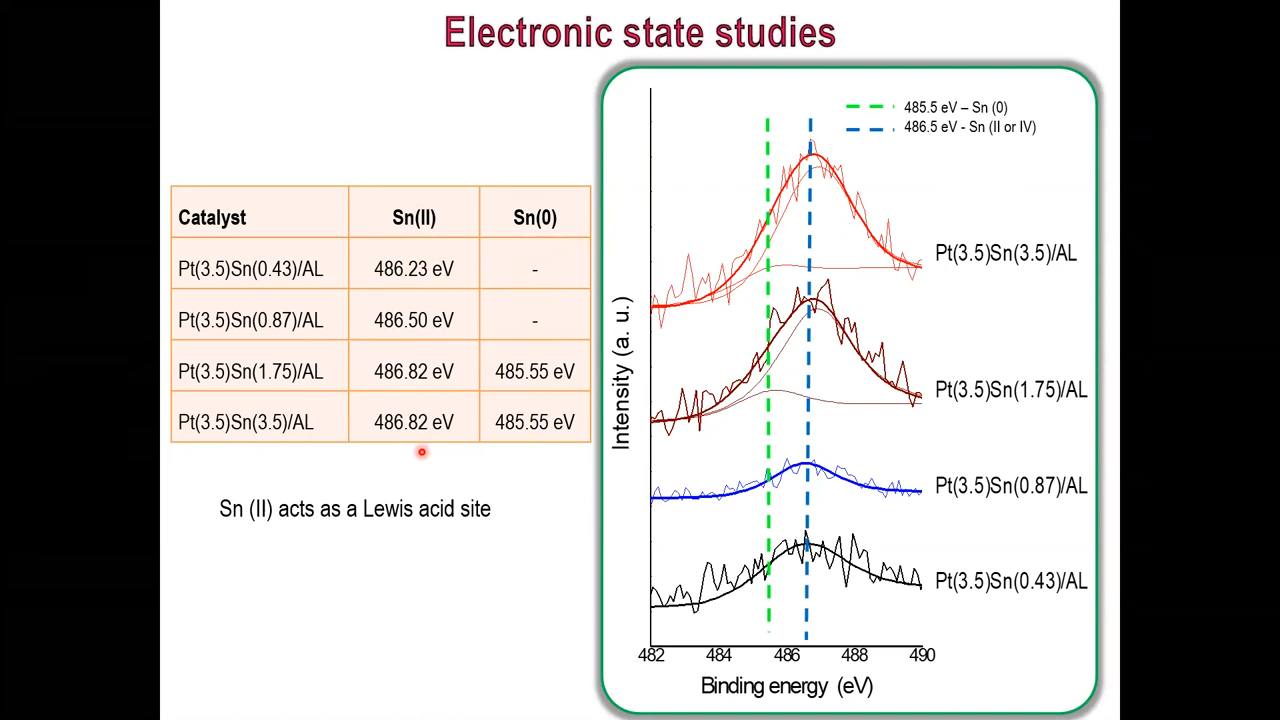 Electronic state studies
Catalyst Sn(II) Sn(0)
Pt(3.5)Sn(0.43)/AL 486.23 eV -
Pt(3.5)Sn(0.87)/AL 486.50 eV -
Pt(3.5)Sn(1.75)/AL 486.82 eV 485.55 eV
Pt(3.5)Sn(3.5)/AL 486.82 eV 485.55 eV
Sn (II) acts as a Lewis acid site
485.5 eV – Sn (0)
486.5 eV - Sn (II or IV)
Pt(3.5)Sn(3.5)/AL
Pt(3.5)Sn(1.75)/AL
Pt(3.5)Sn(0.87)/AL
Pt(3.5)Sn(0.43)/AL
Intensity (a. u.)
482 484 486 488 490
Binding energy (eV)